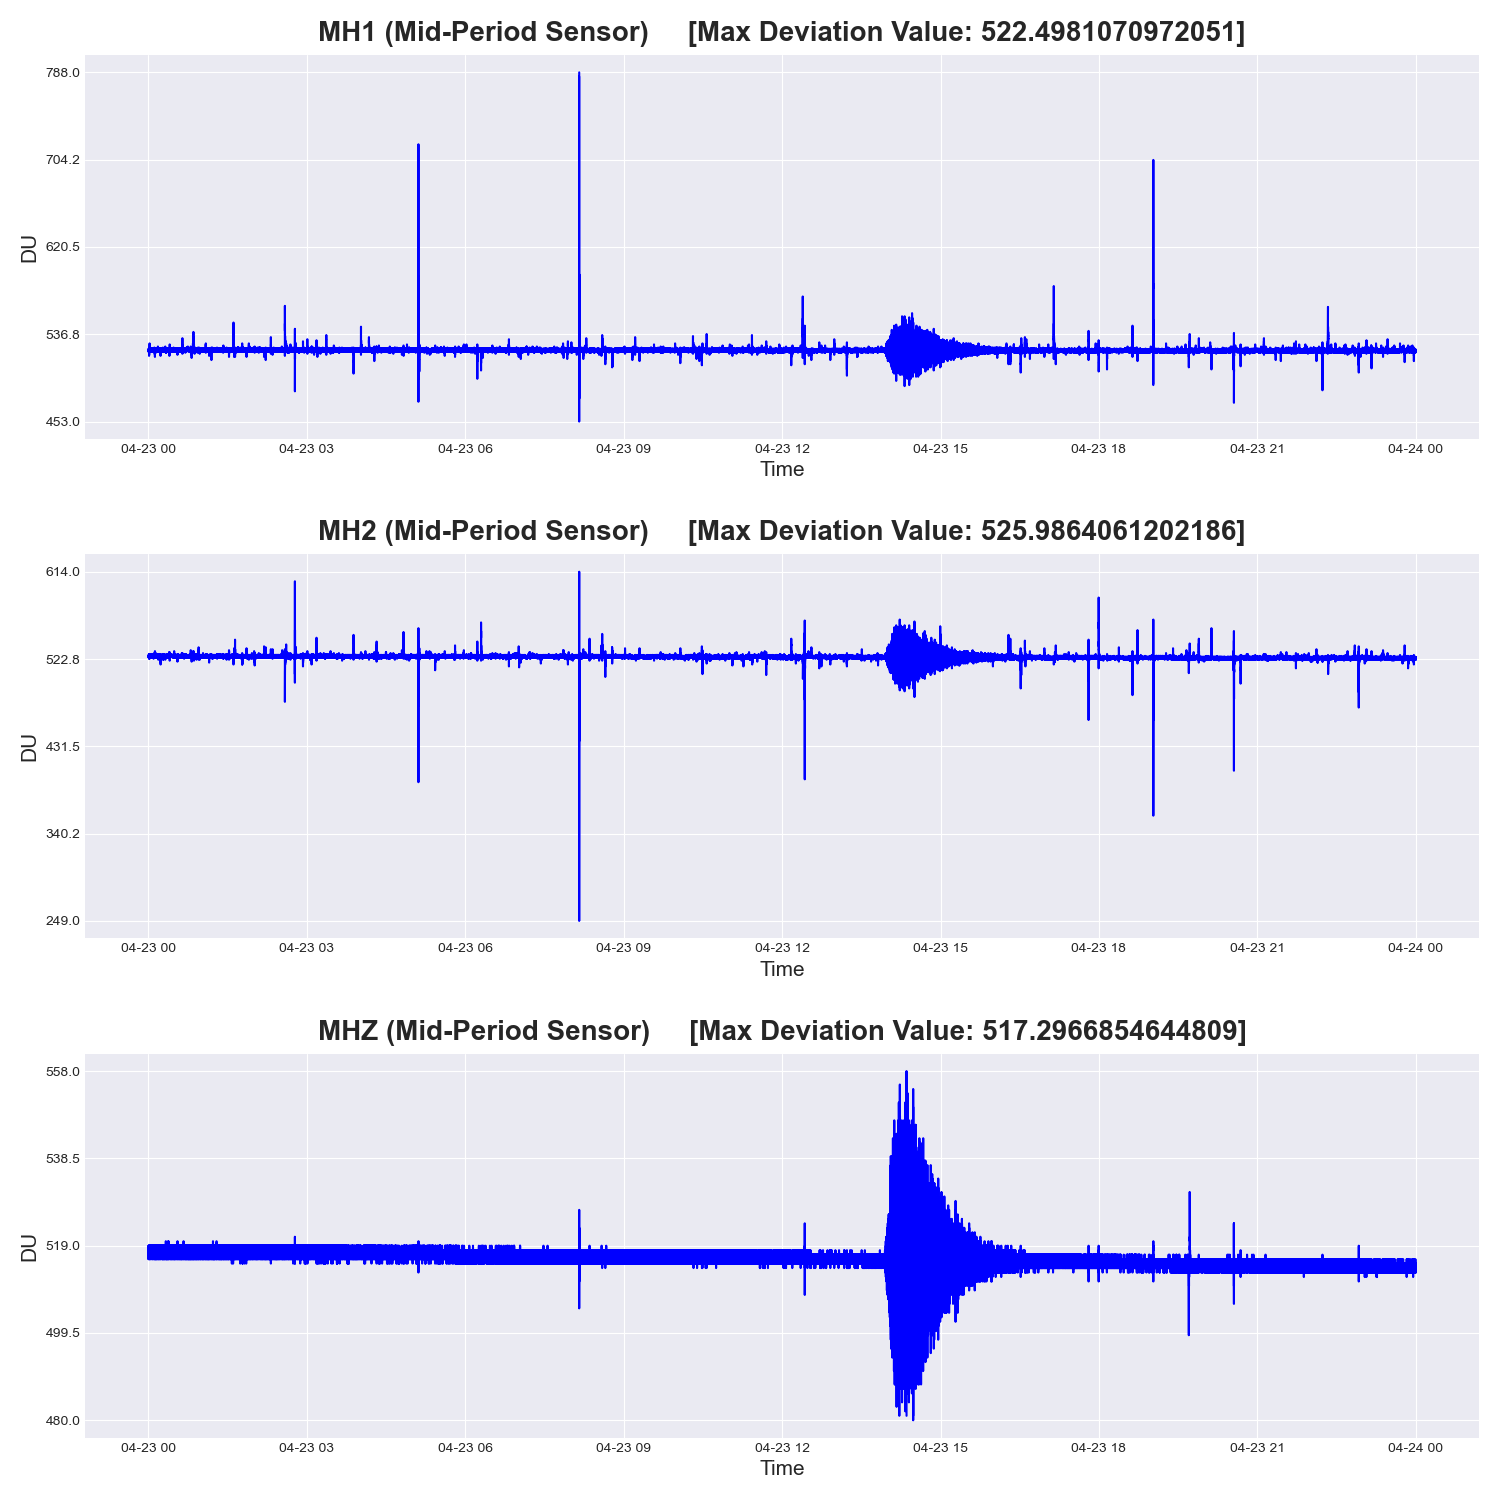 MH1 (Mid-Period Sensor) [Max Deviation Value: 522.4981070972051]
788.0
704.2
620.5
536.8
453.0
DU
04-23 00 04-23 03 04-23 06 04-23 09 04-23 12 04-23 15 04-23 18 04-23 21 04-24 00
Time
MH2 (Mid-Period Sensor) [Max Deviation Value: 525.9864061202186]
614.0
522.8
431.5
340.2
249.0
DU
04-23 00 04-23 03 04-23 06 04-23 09 04-23 12 04-23 15 04-23 18 04-23 21 04-24 00
Time
MHZ (Mid-Period Sensor) [Max Deviation Value: 517.2966854644809]
558.0
538.5
519.0
499.5
480.0
DU
04-23 00 04-23 03 04-23 06 04-23 09 04-23 12 04-23 15 04-23 18 04-23 21 04-24 00
Time